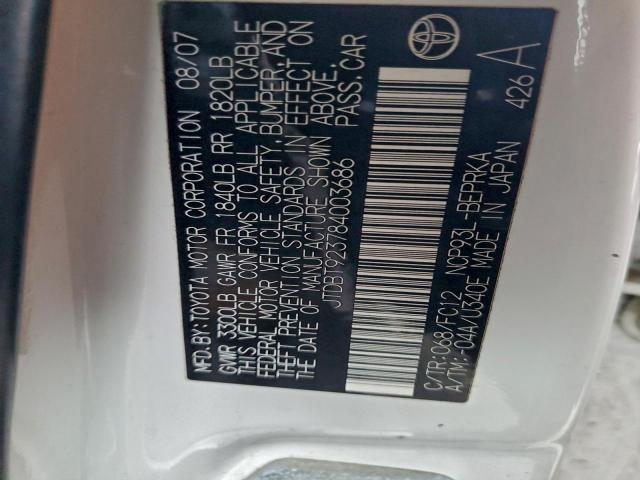 MFD.BY:TOYOTA MOTOR CORPORATION 08/07
GVWR 3300LB GAWR FR 1840LB RR 1820LB
THIS VEHICLE CONFORMS TO ALL APPLICABLE
FEDERAL MOTOR VEHICLE SAFETY, BUMPER, AND
THEFT PREVENTION STANDARDS IN EFFECT ON
THE DATE OF MANUFACTURE SHOWN ABOVE.
JTDBT923784003686 PASS.CAR
C/TR:068/FC12 NCP93L-BEPRKA
A/TM:-04A/U340E MADE IN JAPAN
426 A